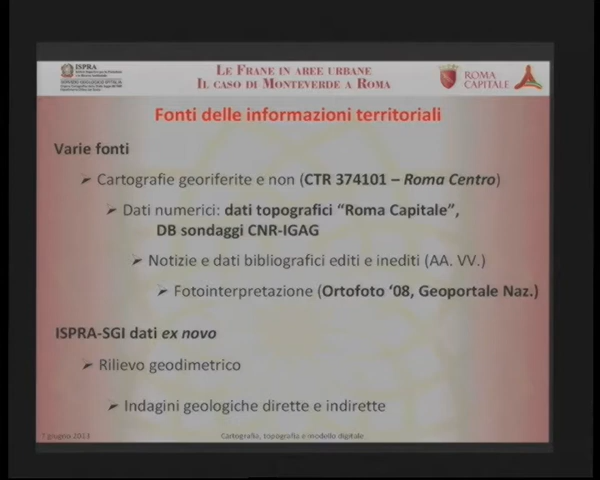 ISPRA
LE FRANE IN AREE URBANE
IL CASO DI MONTEVERDE A ROMA
ROMA
CAPITALE
Fonti delle informazioni territoriali
Varie fonti
➢ Cartografie georiferite e non (CTR 374101 – Roma Centro)
➢ Dati numerici: dati topografici “Roma Capitale”,
DB sondaggi CNR-IGAG
➢ Notizie e dati bibliografici editi e inediti (AA. VV.)
➢ Fotointerpretazione (Ortofoto ‘08, Geoportale Naz.)
ISPRA-SGI dati ex novo
➢ Rilievo geodimetrico
➢ Indagini geologiche dirette e indirette
7 giugno 2013
Cartografia, topografia e modello digitale